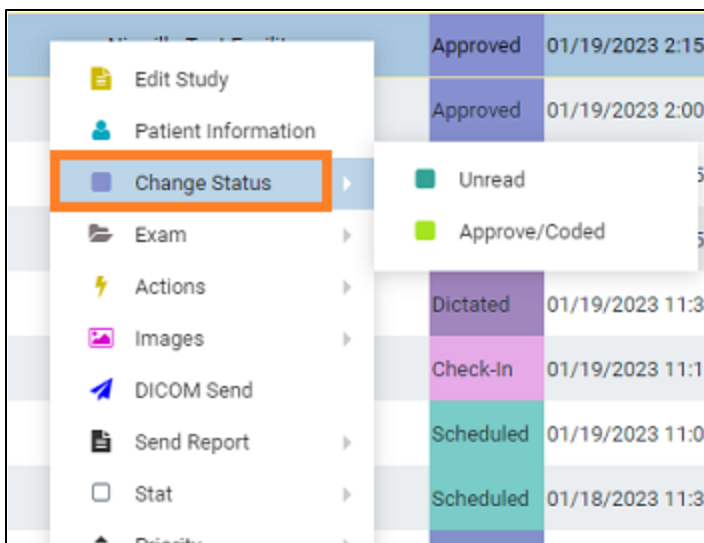 Approved 01/19/2023 2:15
Edit Study
Approved 01/19/2023 2:00
Patient Information
Change Status
Unread
Approve/Coded
Exam
Actions
Dictated 01/19/2023 11:3
Images
Check-In 01/19/2023 11:1
DICOM Send
Send Report
Scheduled 01/19/2023 11:0
Stat
Scheduled 01/18/2023 11:3
Priority